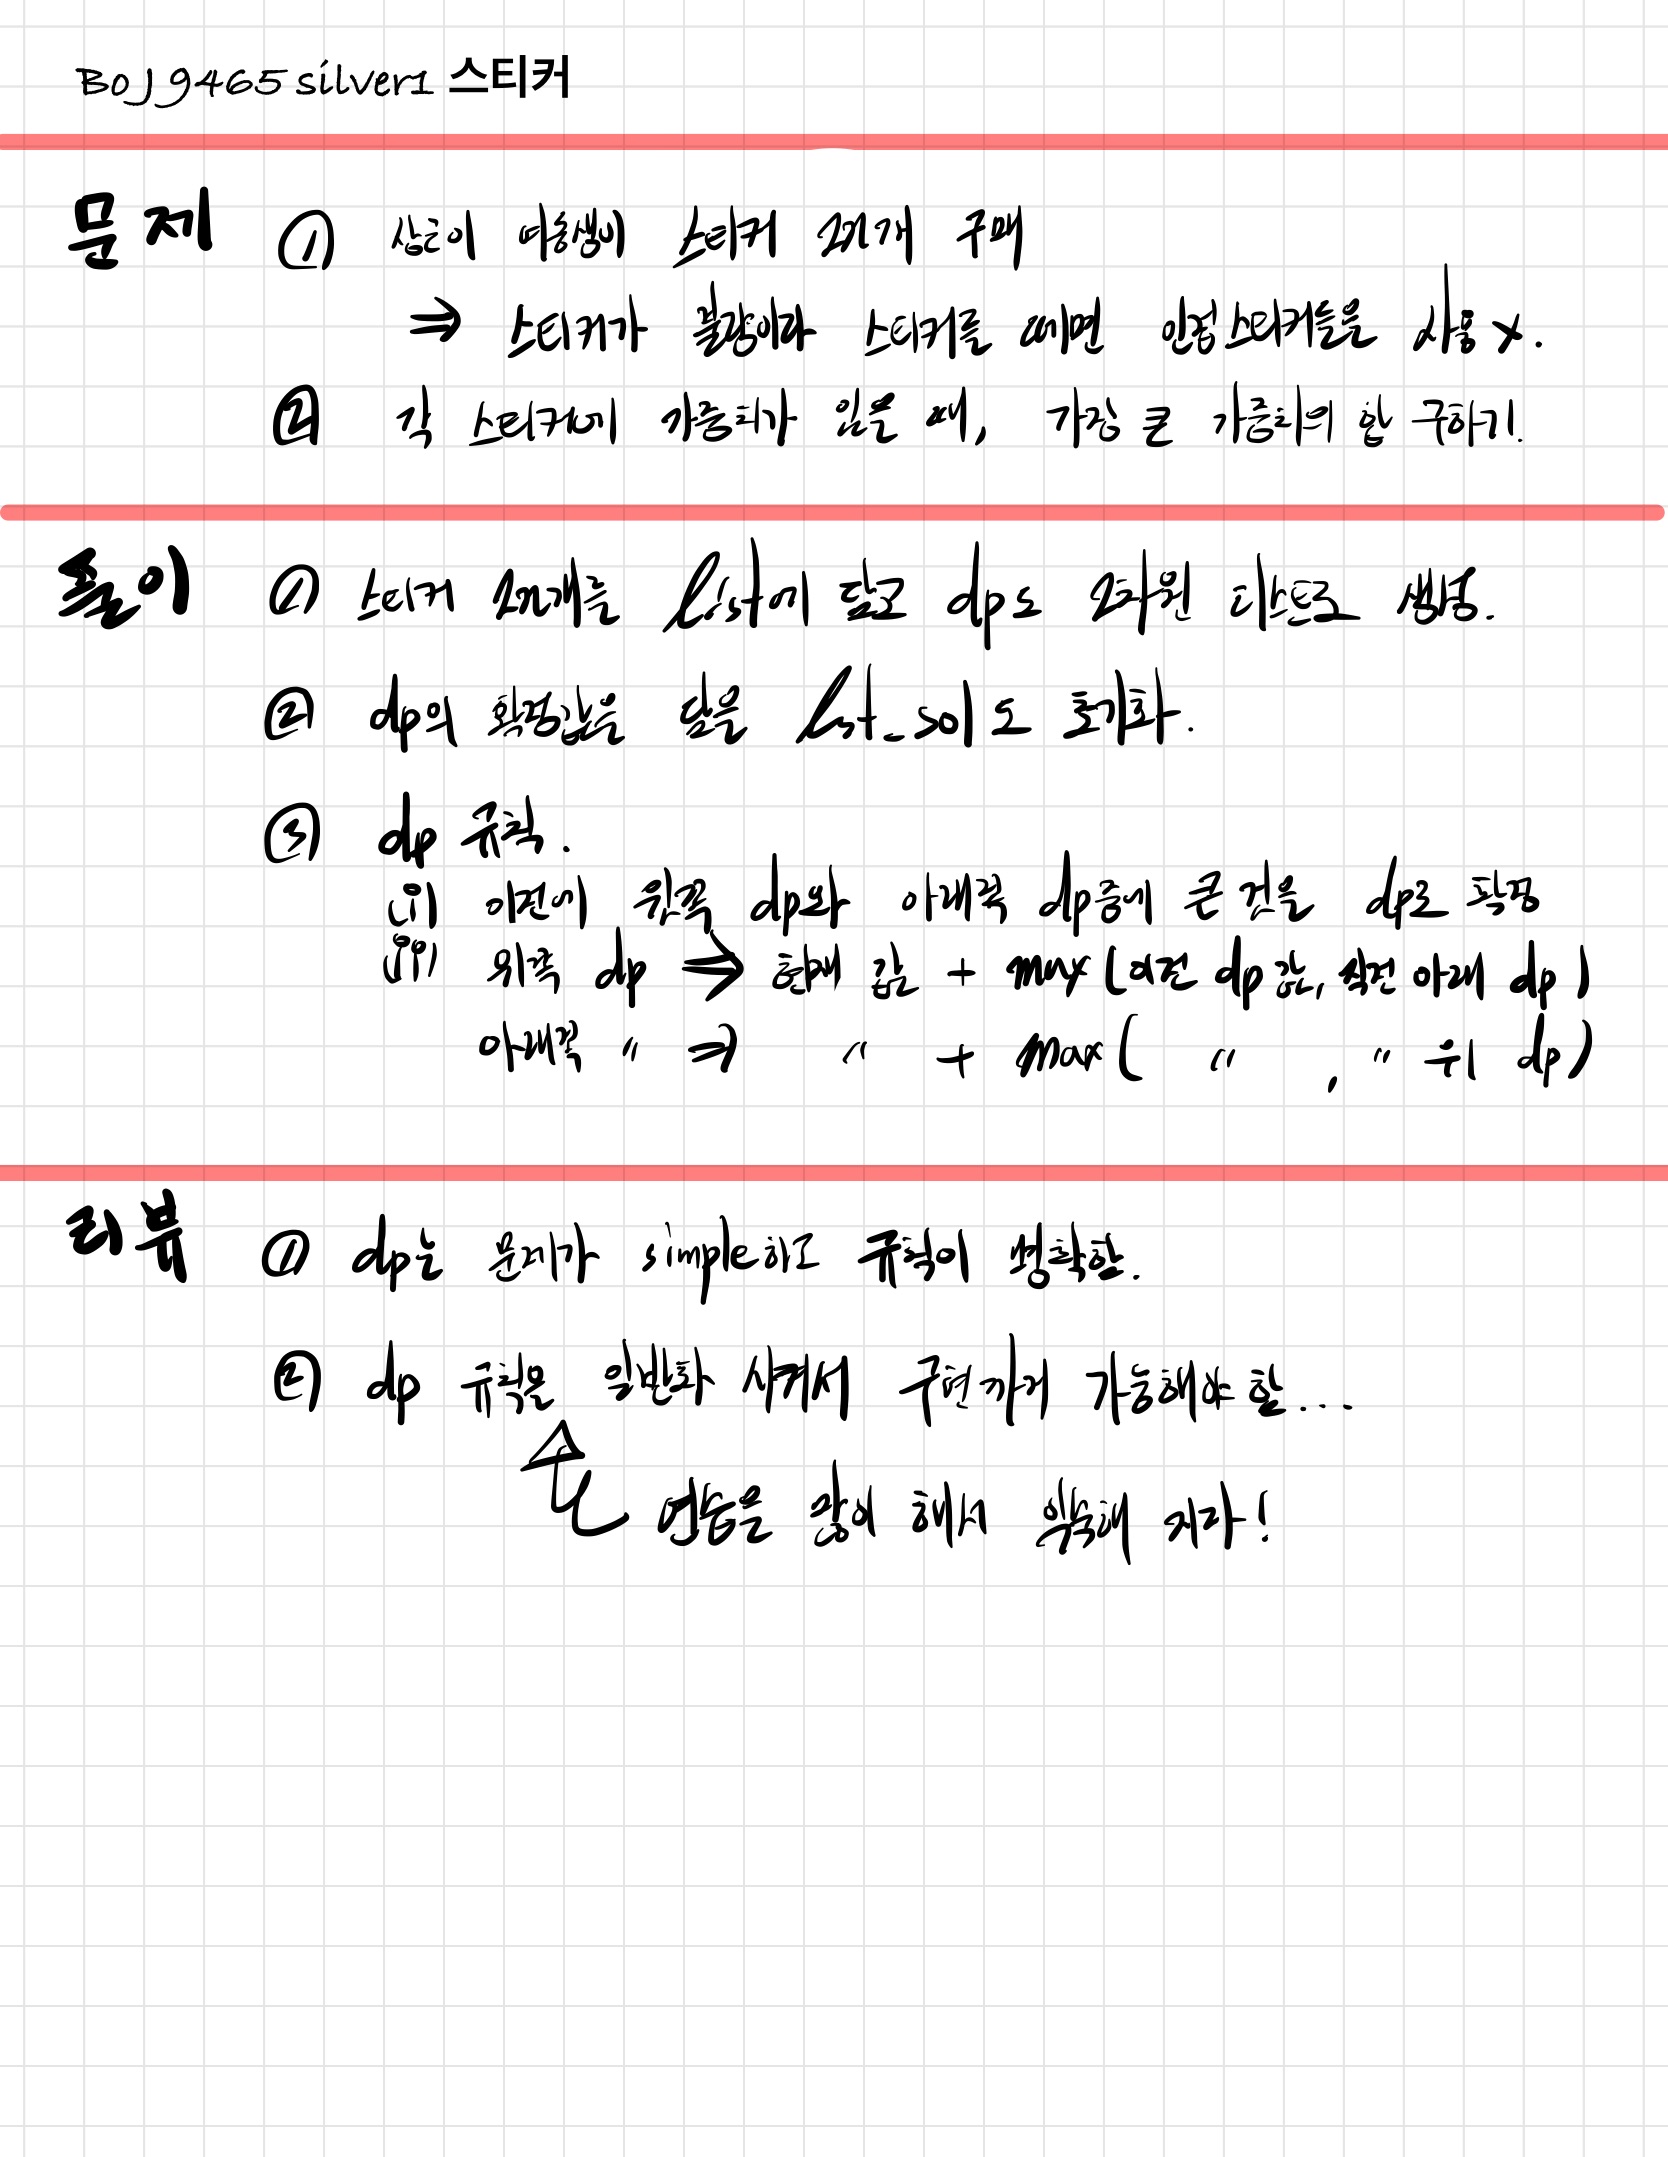 BOJ 9465 silver1 스티커
문제 ① 상근이 여동생이 스티커 2n개 구매
⇒ 스티커가 불량이라 스티커를 떼면 인접스티커들을 사용 x.
② 각 스티커에 가중치가 있을 때, 가장 큰 가중치의 합 구하기.
풀이 ① 스티커 2n개를 list에 담고 dp도 2차원 리스트로 생성.
② dp의 확정값은 담을 lst_sol도 초기화.
③ dp 규칙.
(i) 이전에 윗쪽 dp와 아래쪽 dp중에 큰 것을 dp로 확정
(ii) 위쪽 dp ⇒ 현재 값 + max(이전 dp값, 직전 아래 dp)
아래쪽 〃 ⇒ 〃 + max( 〃 , 〃 위 dp)
리뷰 ① dp는 문제가 simple하고 규칙이 명확함.
② dp 규칙을 일반화 시켜서 구현까지 가능해야 함...
연습을 많이 해서 익숙해 지자!